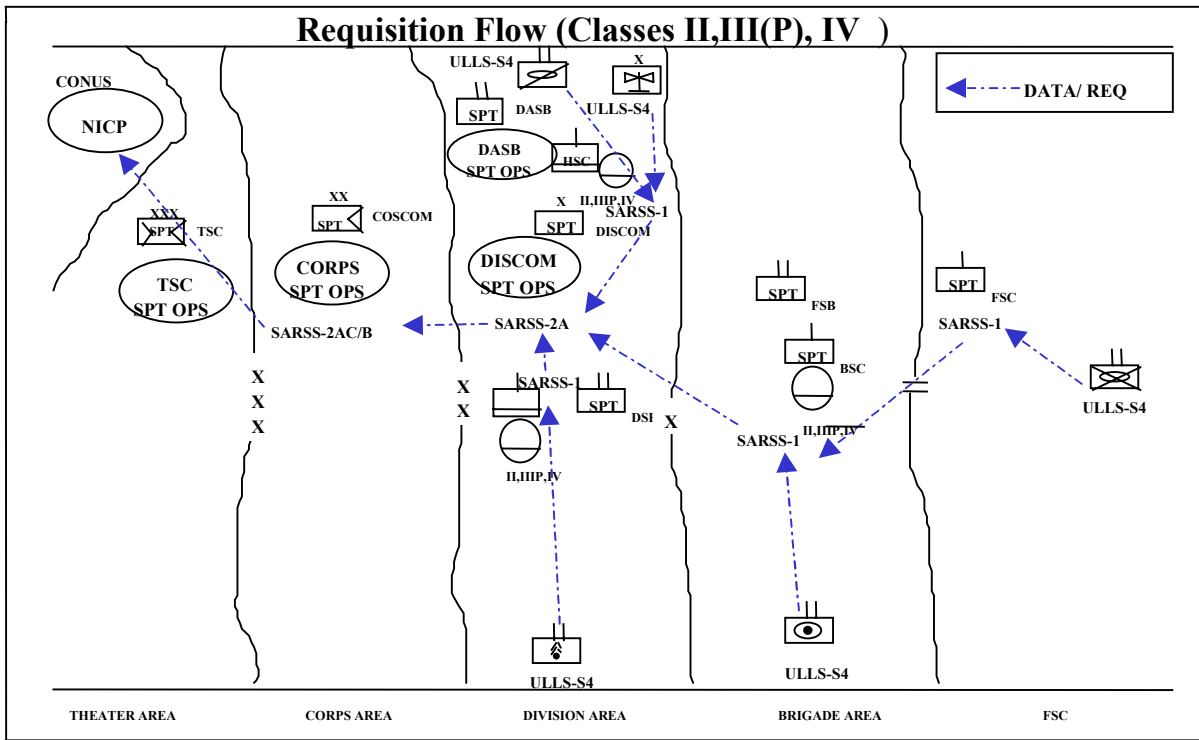 Requisition Flow (Classes II,III(P), IV )
CONUS
NICP
XXX
SPT
TSC
TSC
SPT OPS
XX
SPT
COSCOM
CORPS
SPT OPS
SARSS-2AC/B
X
X
X
ULLS-S4
X
ULLS-S4
SPT
DASB
DASB
SPT OPS
HSC
II,IIIP,IV
SARSS-1
X
SPT
DISCOM
DISCOM
SPT OPS
SARSS-2A
X
X
SARSS-1
SPT
DSB
II,IIIP,IV
X
ULLS-S4
SPT
FSB
SPT
BSC
II,IIIP,IV
SARSS-1
ULLS-S4
DATA/ REQ
SPT
FSC
SARSS-1
ULLS-S4
THEATER AREA
CORPS AREA
DIVISION AREA
BRIGADE AREA
FSC